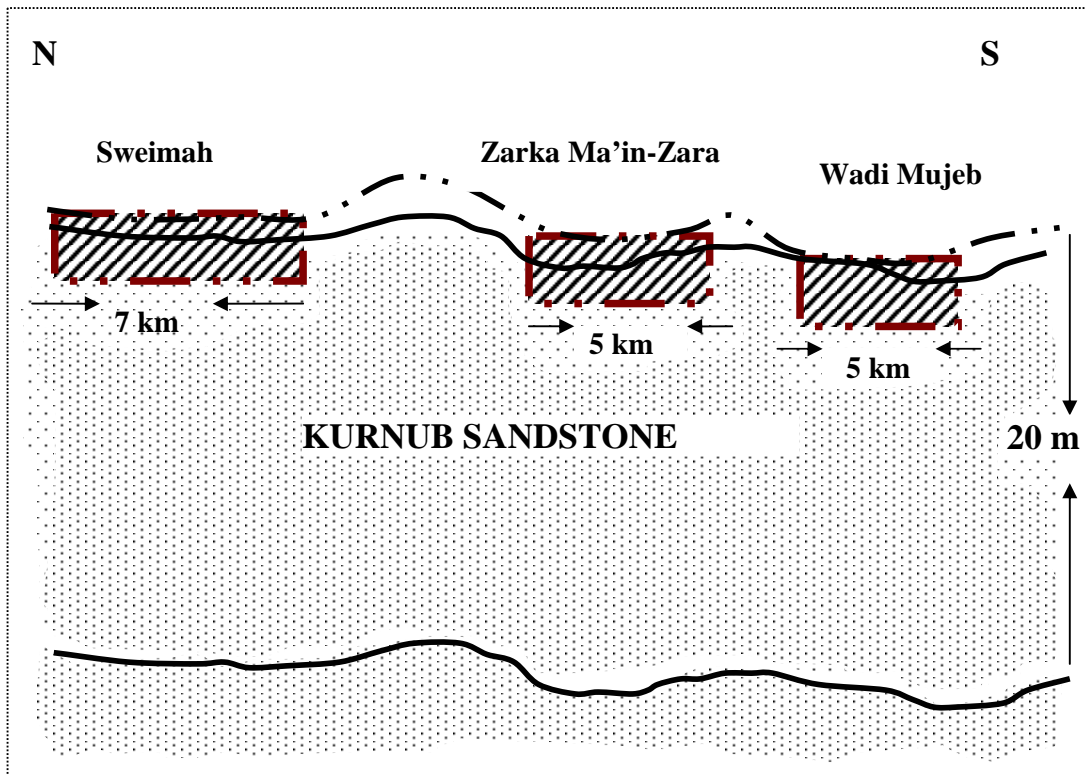 N
S
Sweimah
Zarka Ma’in-Zara
Wadi Mujeb
7 km
5 km
5 km
KURNUB SANDSTONE
20 m